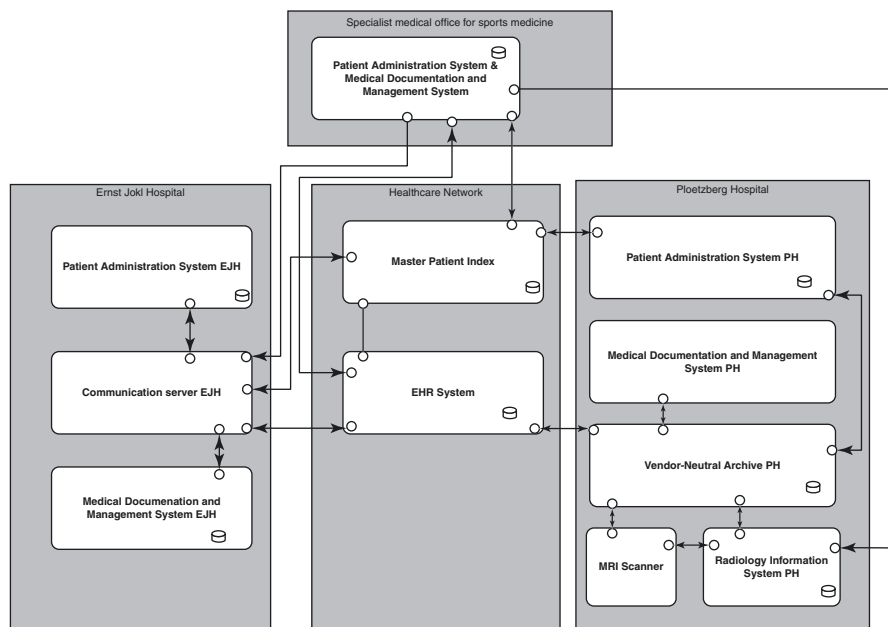 Specialist medical office for sports medicine
Patient Administration System &
Medical Documentation and
Management System
Ernst Jokl Hospital
Patient Administration System EJH
Communication server EJH
Medical Documenation and
Management System EJH
Healthcare Network
Master Patient Index
EHR System
Ploetzberg Hospital
Patient Administration System PH
Medical Documentation and Management
System PH
Vendor-Neutral Archive PH
MRI Scanner
Radiology Information
System PH